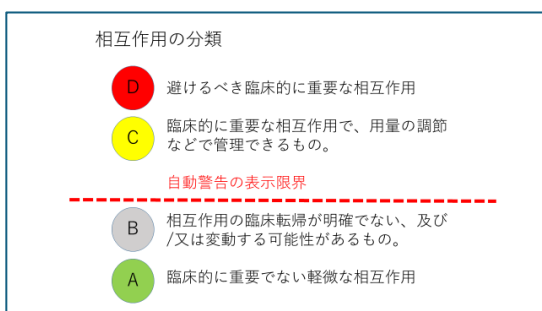 相互作用の分類
D
避けるべき臨床的に重要な相互作用
C
臨床的に重要な相互作用で、用量の調節
などで管理できるもの。
自動警告の表示限界
B
相互作用の臨床転帰が明確でない、及び
/又は変動する可能性があるもの。
A
臨床的に重要でない軽微な相互作用